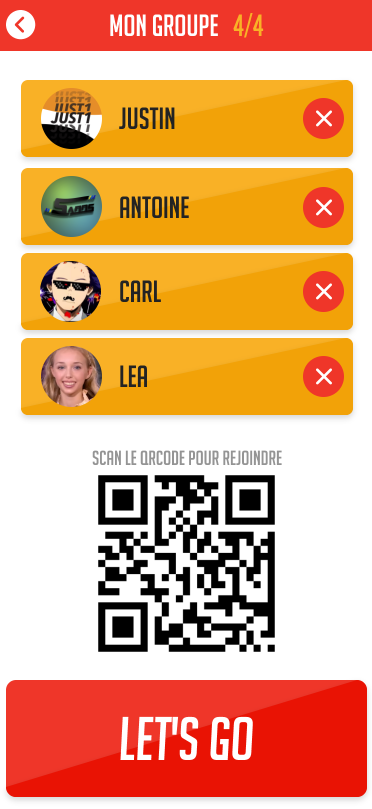 MON GROUPE 4/4
JUST1
JUST1
JUST1
JUSTIN
ANTOINE
CARL
LEA
SCAN LE QRCODE POUR REJOINDRE
LET'S GO